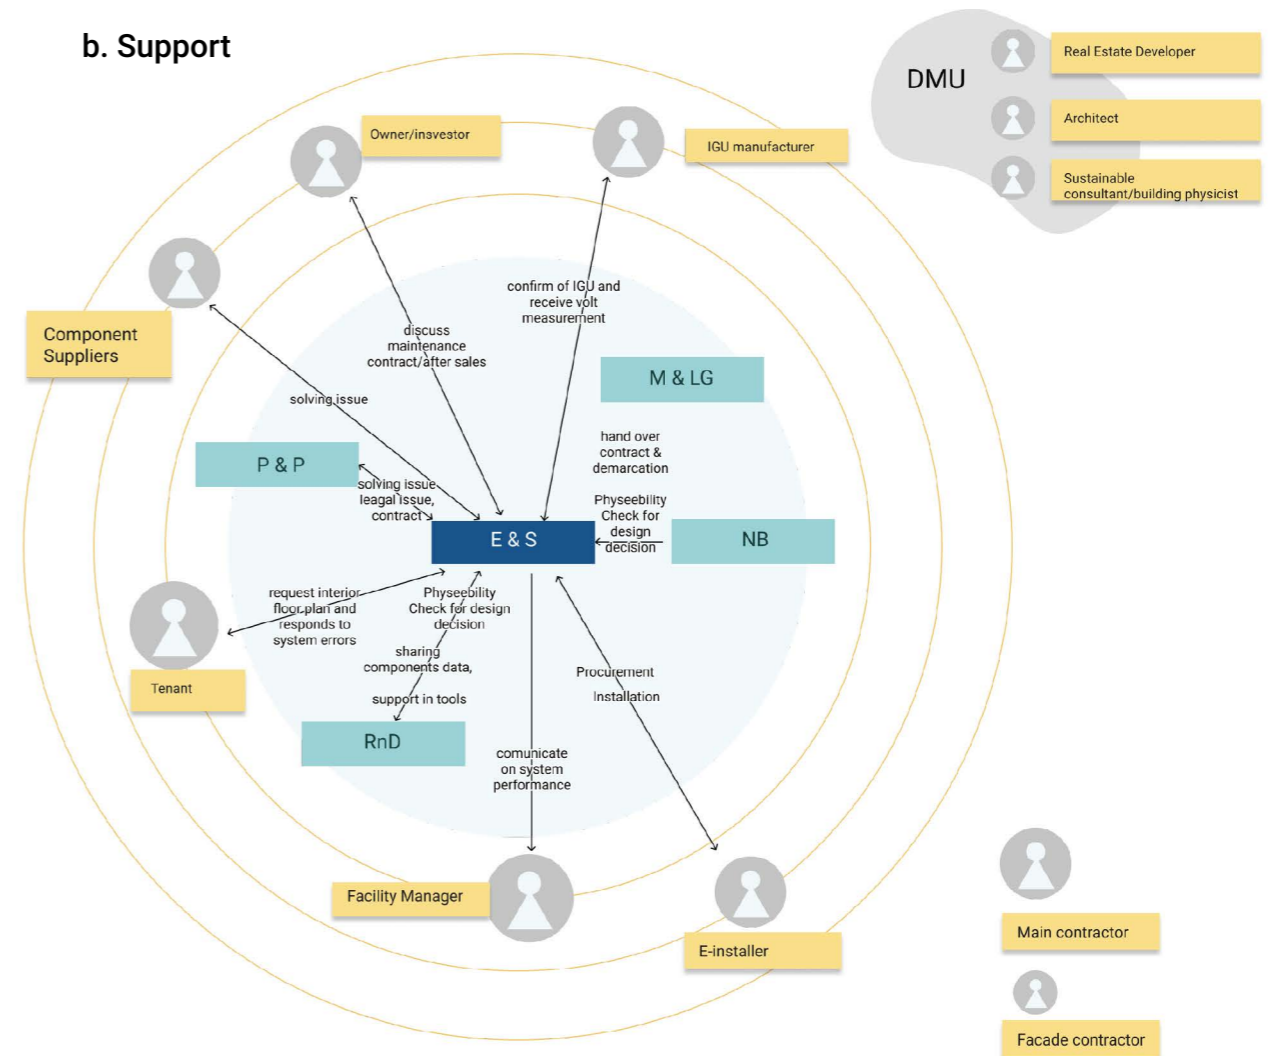 b. Support
DMU
Real Estate Developer
Architect
Sustainable
consultant/building physicist
Owner/insvestor
IGU manufacturer
Component
Suppliers
confirm of IGU and
receive volt
measurement
discuss
maintenance
contract/after sales
solving issue
M & LG
P & P
hand over
contract &
demarcation
solving issue
leagal issue,
contract
Physeebility
Check for
design
decision
E & S
NB
request interior
floor plan and
responds to
system errors
Physeebility
Check for design
decision
sharing
components data,
support in tools
Procurement
Installation
Tenant
RnD
comunicate
on system
performance
Facility Manager
E-installer
Main contractor
Facade contractor